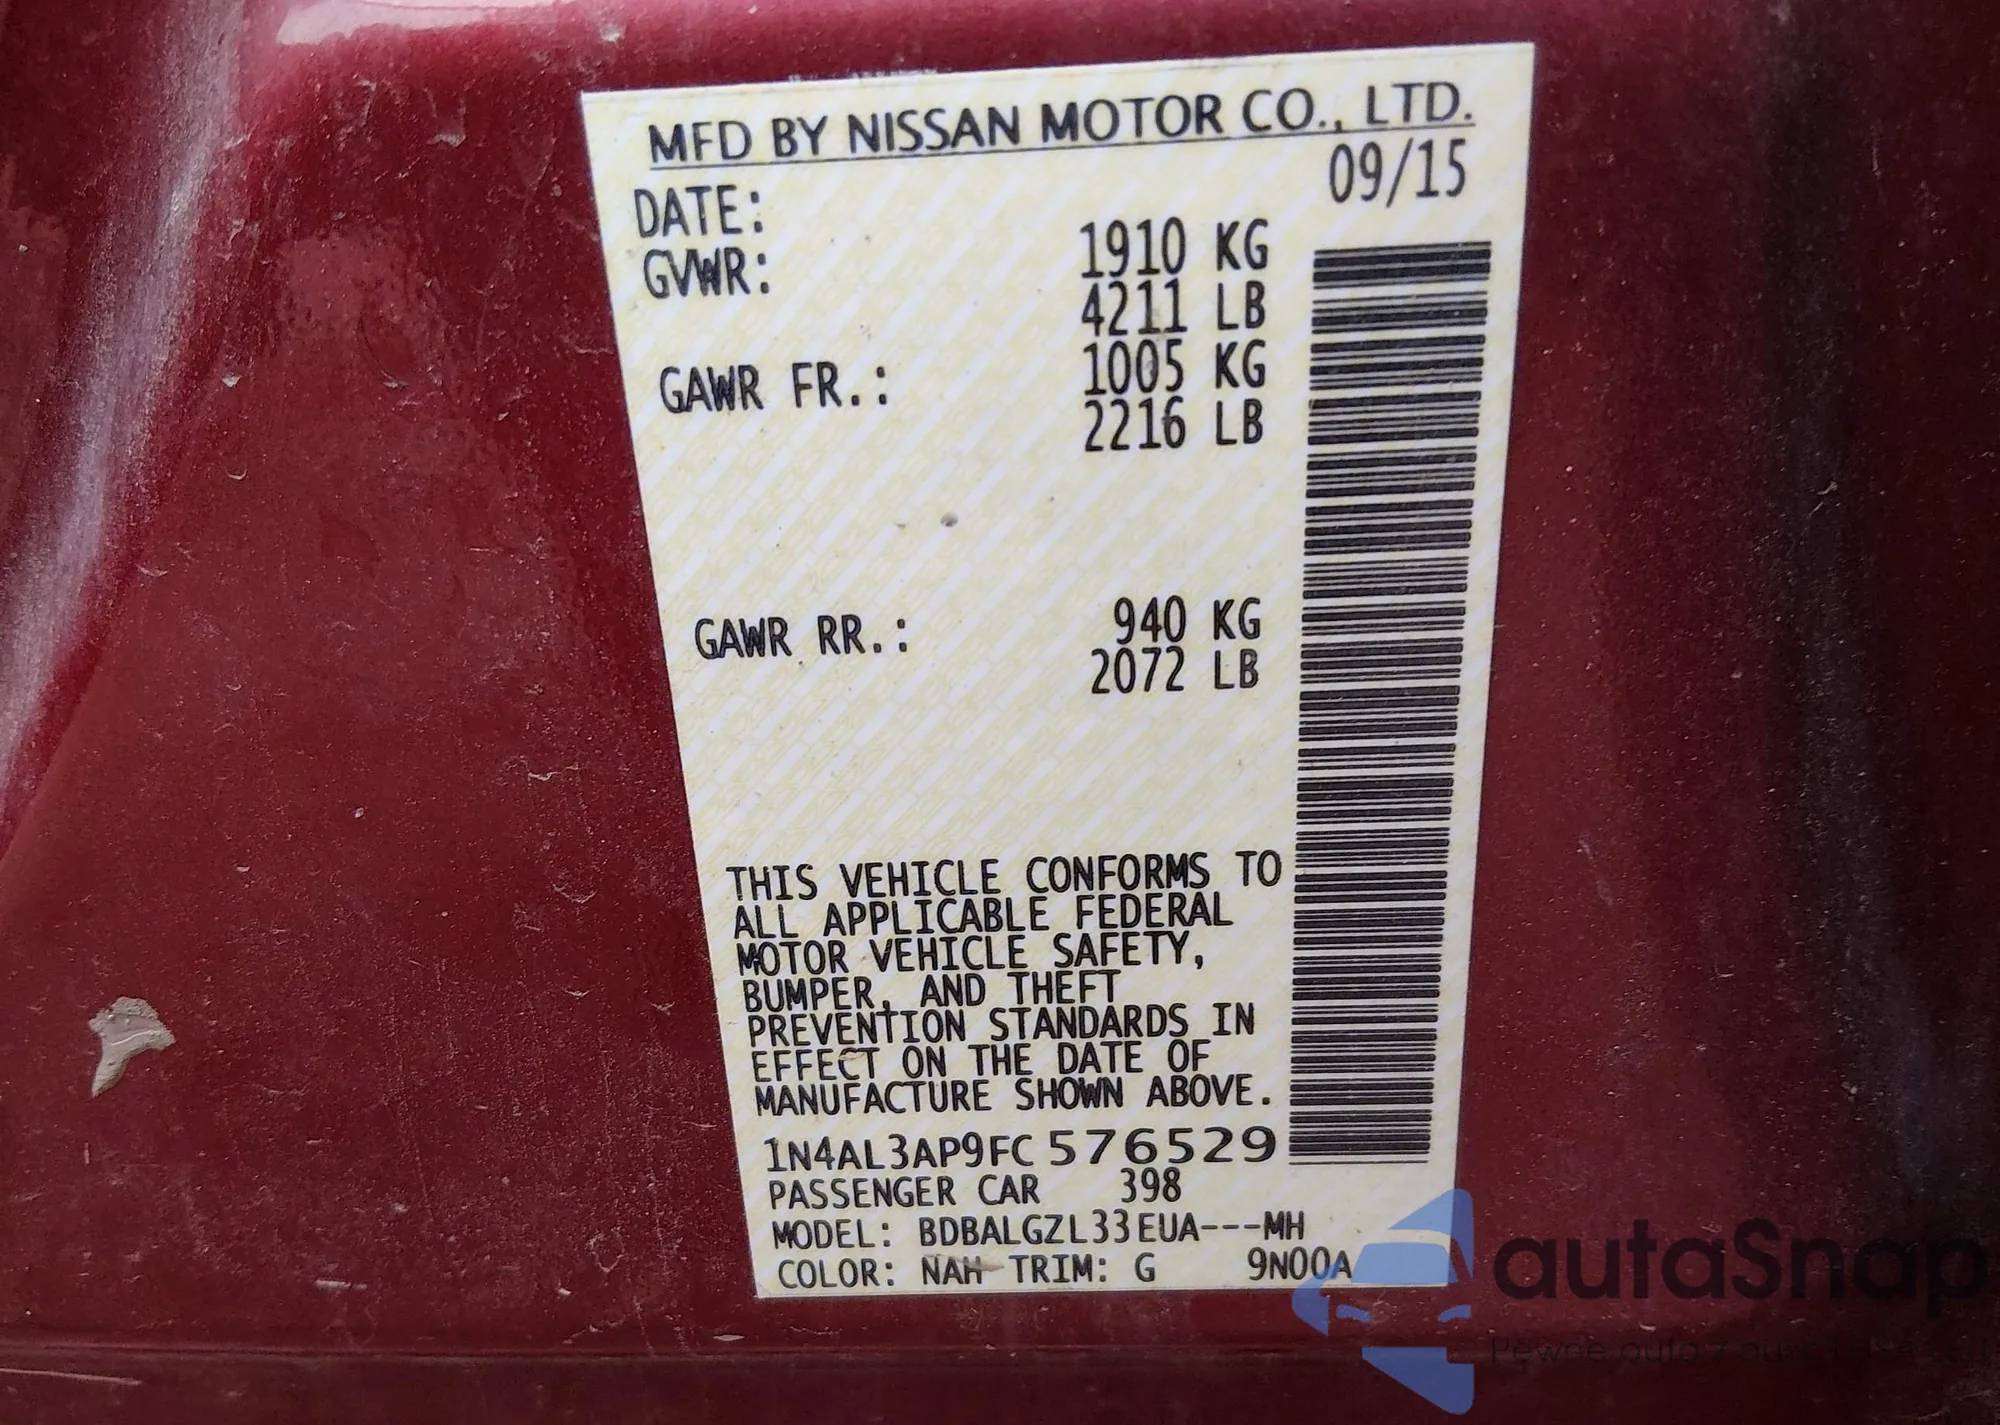 MFD BY NISSAN MOTOR CO., LTD.
DATE: 09/15
GVWR: 1910 KG
4211 LB
GAWR FR.: 1005 KG
2216 LB
GAWR RR.: 940 KG
2072 LB
THIS VEHICLE CONFORMS TO
ALL APPLICABLE FEDERAL
MOTOR VEHICLE SAFETY,
BUMPER, AND THEFT
PREVENTION STANDARDS IN
EFFECT ON THE DATE OF
MANUFACTURE SHOWN ABOVE.
1N4AL3AP9FC576529
PASSENGER CAR 398
MODEL: BDBALGZL33EUA---MH
COLOR: NAH TRIM: G 9N00A
autaSnap
Pewne auta z